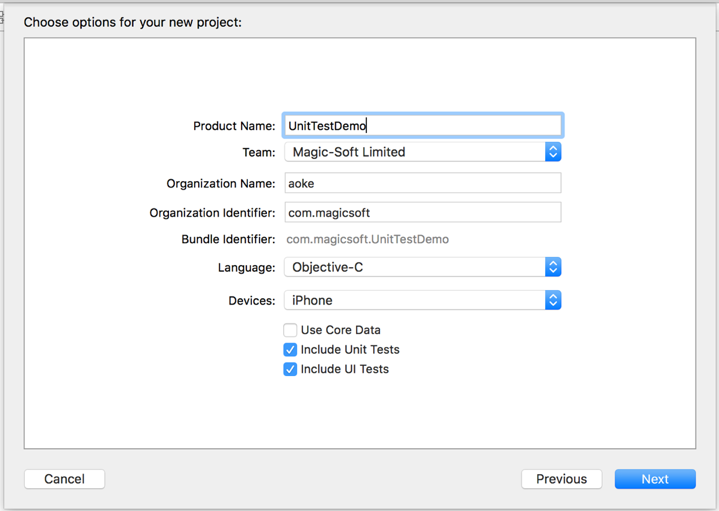 Choose options for your new project:
Product Name: UnitTestDemo
Team: Magic-Soft Limited
Organization Name: aoke
Organization Identifier: com.magicsoft
Bundle Identifier: com.magicsoft.UnitTestDemo
Language: Objective-C
Devices: iPhone
Use Core Data
Include Unit Tests
Include UI Tests
Cancel Previous Next